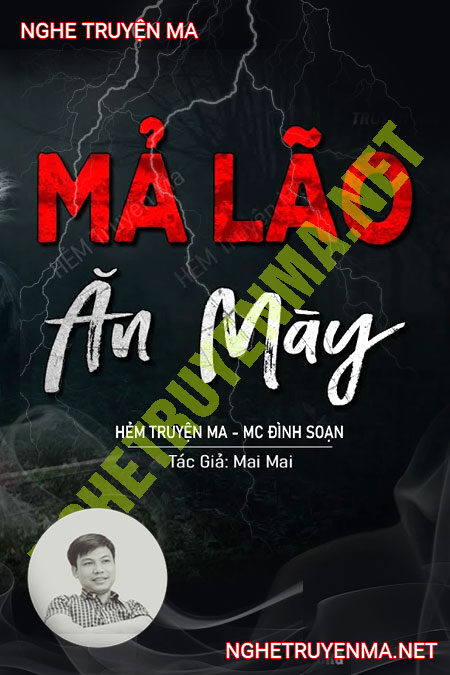 NGHE TRUYỆN MA
MẢ LÃO
Ăn Mày
HẺM TRUYỆN MA - MC ĐÌNH SOẠN
Tác Giả: Mai Mai
NGHETRUYENMA.NET
NGHETRUYENMA.NET